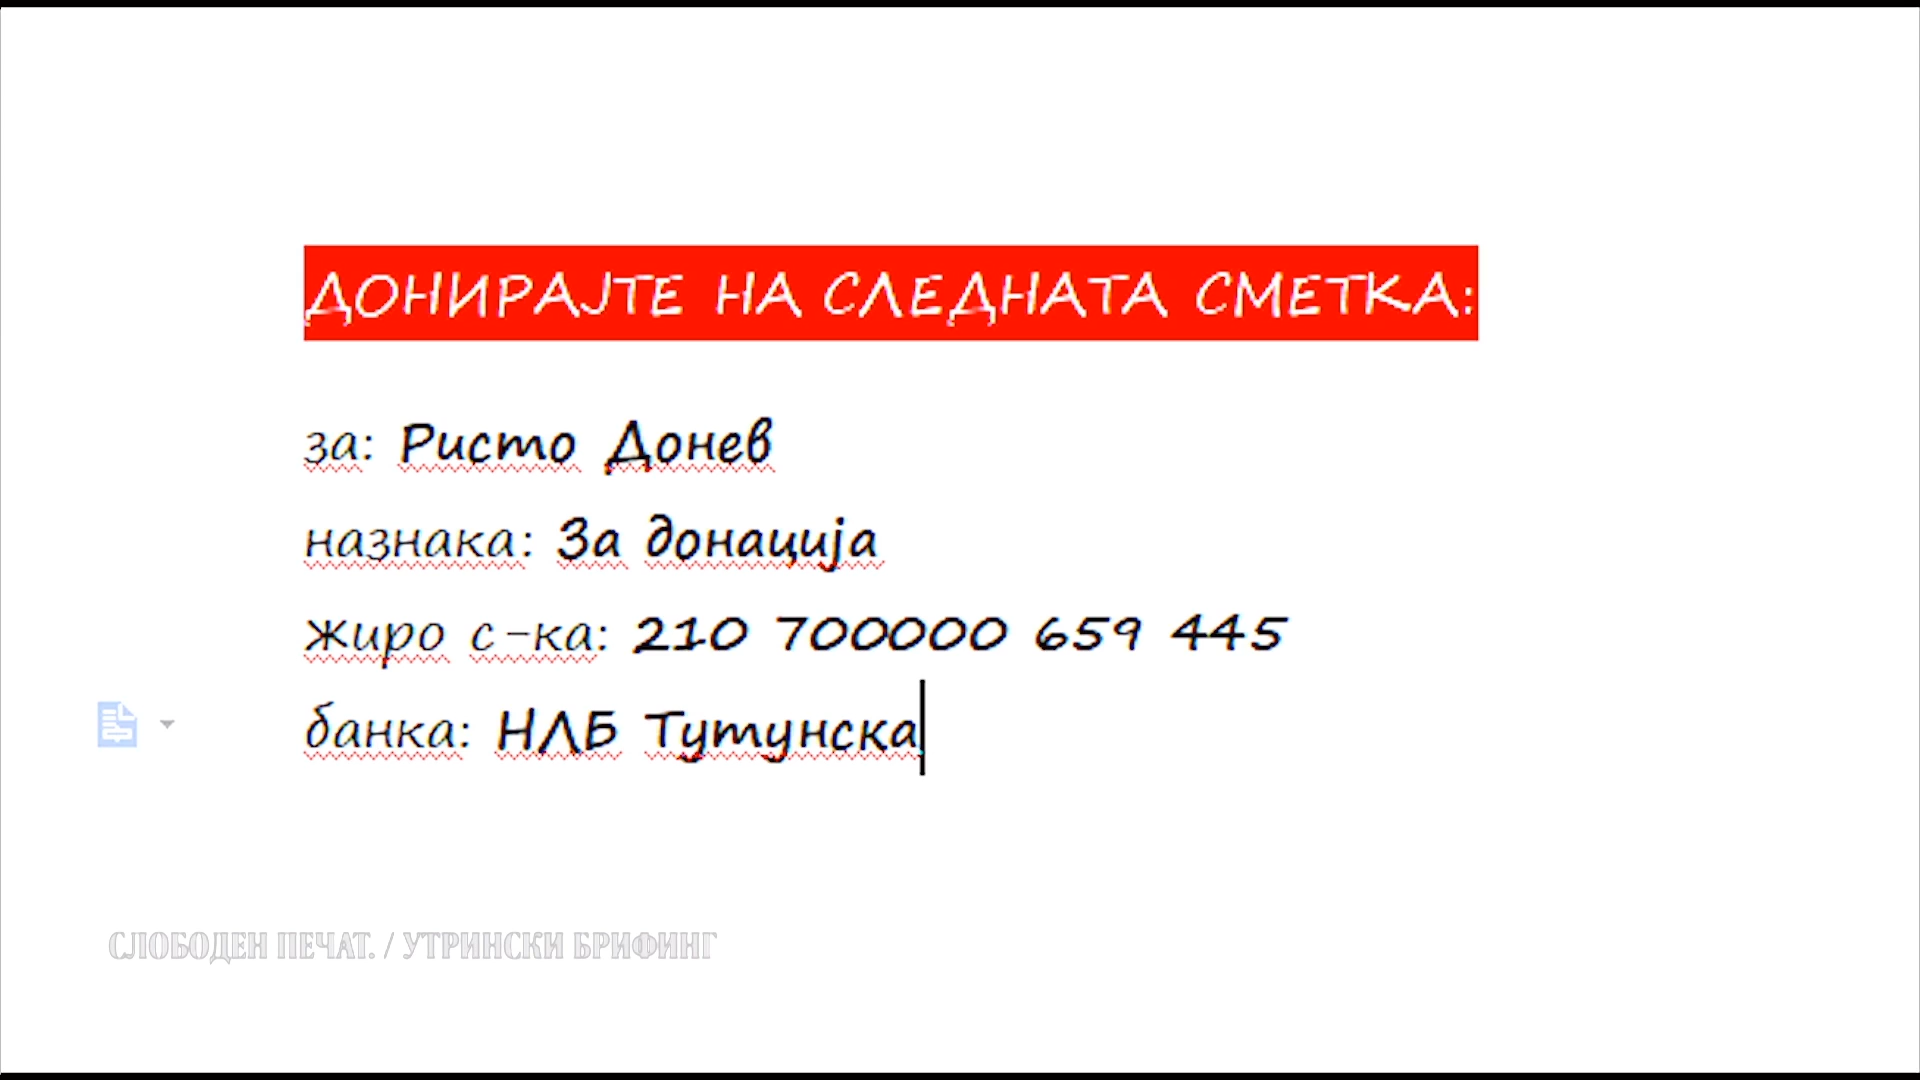 ДОНИРАЈТЕ НА СЛЕДНАТА СМЕТКА:
за: Ристо Донев
назнака: За донација
жиро с-ка: 210 700000 659 445
банка: НЛБ Тутунска
СЛОБОДЕН ПЕЧАТ. / УТРИНСКИ БРИФИНГ